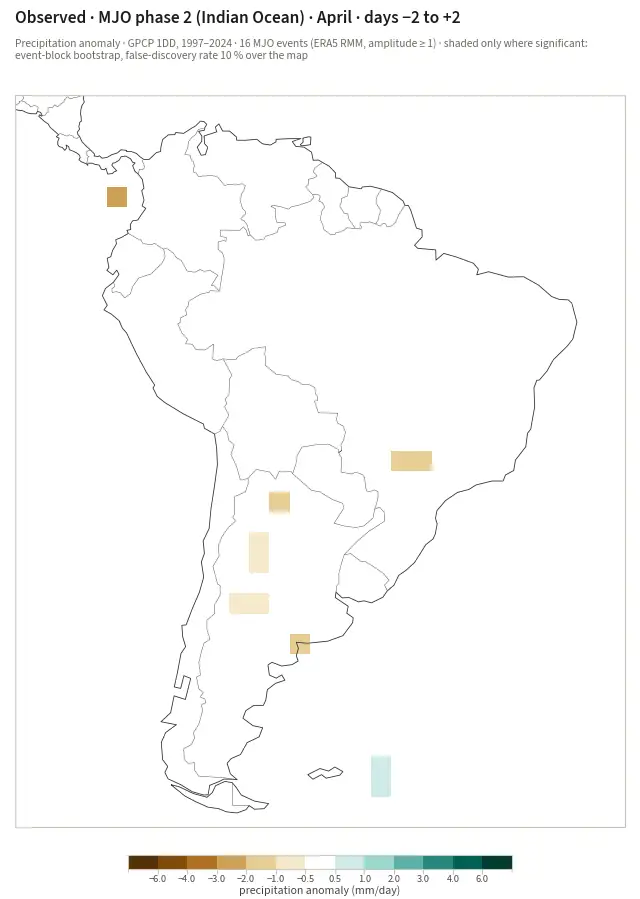 Observed · MJO phase 2 (Indian Ocean) · April · days −2 to +2
Precipitation anomaly · GPCP 1DD, 1997–2024 · 16 MJO events (ERA5 RMM, amplitude ≥ 1) · shaded only where significant:
event-block bootstrap, false-discovery rate 10 % over the map
−6.0 −4.0 −3.0 −2.0 −1.0 −0.5 0.5 1.0 2.0 3.0 4.0 6.0
precipitation anomaly (mm/day)